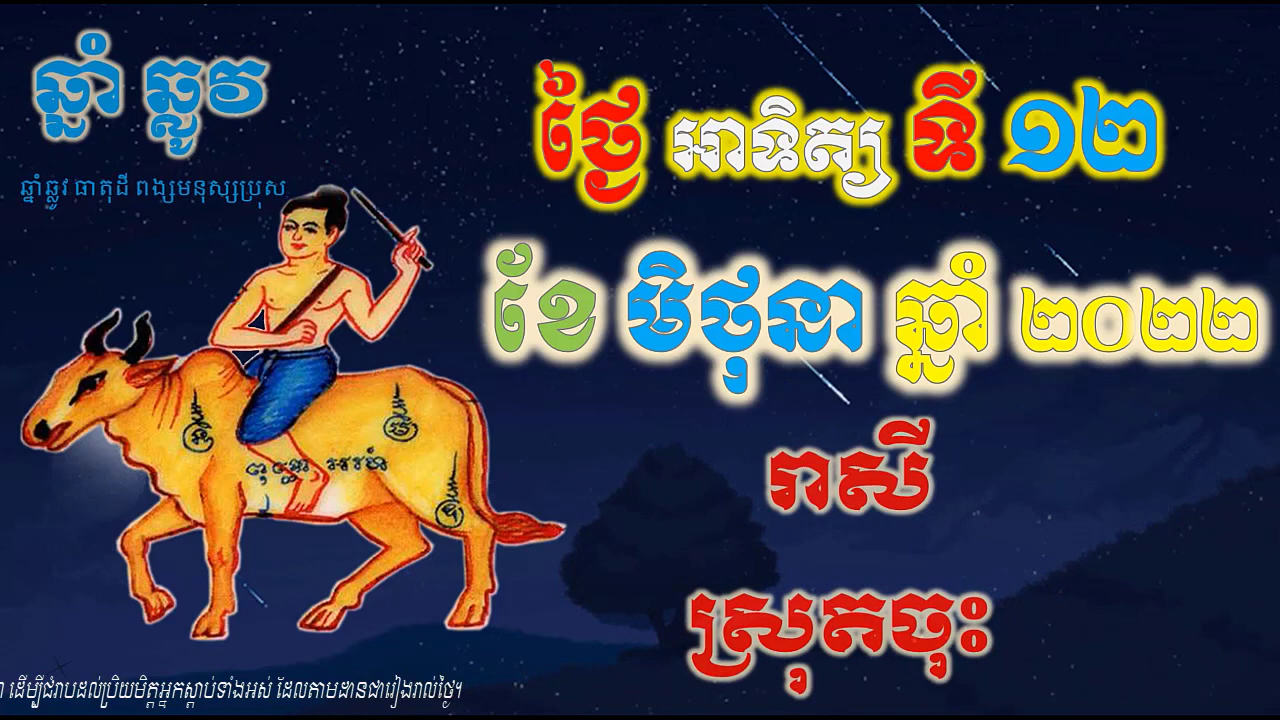 ឆ្នាំ ឆ្លូវ
ឆ្នាំឆ្លូវ ធាតុដី ពង្សមនុស្សប្រុស
ថ្ងៃ អាទិត្យ ទី ១២
ខែ មិថុនា ឆ្នាំ ២០២២
រាសី
ស្រុតចុះ
ដើម្បីជំរាបដល់ប្រិយមិត្តអ្នកស្តាប់ទាំងអស់ ដែលតាមដានជារៀងរាល់ថ្ងៃ។